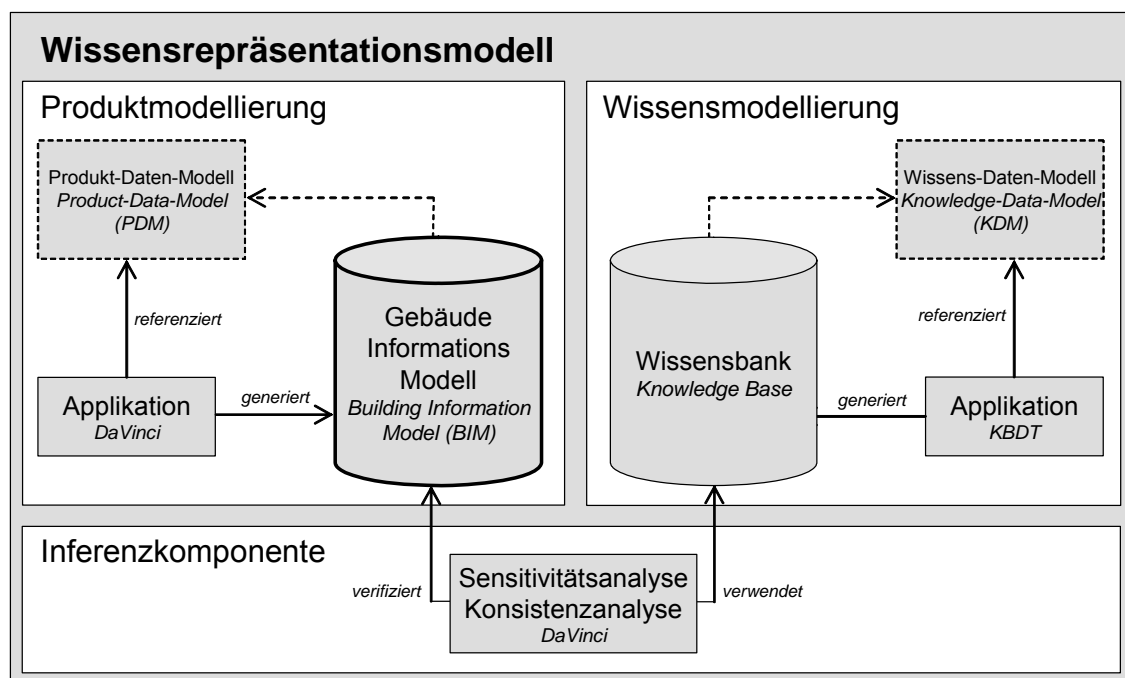 Wissensrepräsentationsmodell
Produktmodellierung
Produkt-Daten-Modell
Product-Data-Model
(PDM)
referenziert
Applikation
DaVinci
generiert
Gebäude
Informations
Modell
Building Information
Model (BIM)
Wissensmodellierung
Wissens-Daten-Modell
Knowledge-Data-Model
(KDM)
referenziert
Wissensbank
Knowledge Base
generiert
Applikation
KBDT
Inferenzkomponente
verifiziert
Sensitivitätsanalyse
Konsistenzanalyse
DaVinci
verwendet